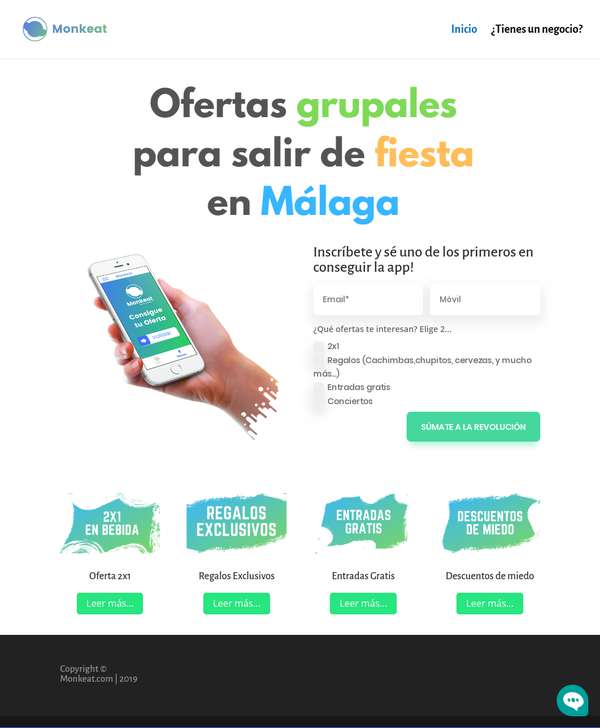 Monkeat
Inicio
¿Tienes un negocio?
Ofertas grupales
para salir de fiesta
en Málaga
Monkeat
Monkeat
Consigue
tu Oferta
Inscríbete y sé uno de los primeros en
conseguir la app!
Email*
Móvil
¿Qué ofertas te interesan? Elige 2...
2x1
Regalos (Cachimbas,chupitos, cervezas, y mucho
más...)
Entradas gratis
Conciertos
SÚMATE A LA REVOLUCIÓN
2X1
EN BEBIDA
REGALOS
EXCLUSIVOS
ENTRADAS
GRATIS
DESCUENTOS
DE MIEDO
Oferta 2x1
Regalos Exclusivos
Entradas Gratis
Descuentos de miedo
Leer más...
Leer más...
Leer más...
Leer más...
Copyright ©
Monkeat.com | 2019